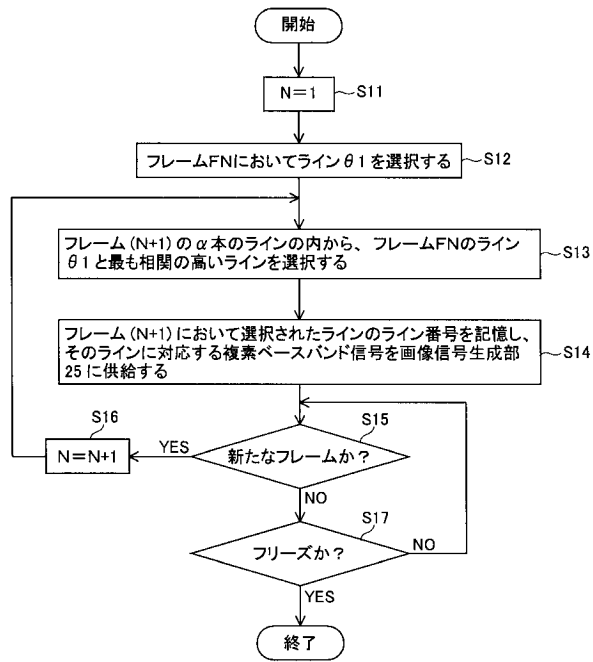 開始
N=1
S11
フレームFNにおいてラインθ1を選択する
S12
フレーム(N+1)のα本のラインの内から、フレームFNのライン
θ1と最も相関の高いラインを選択する
S13
フレーム(N+1)において選択されたラインのライン番号を記憶し、
そのラインに対応する複素ベースバンド信号を画像信号生成部
25に供給する
S14
S16
N=N+1
YES
S15
新たなフレームか?
NO
S17
フリーズか?
NO
YES
終了